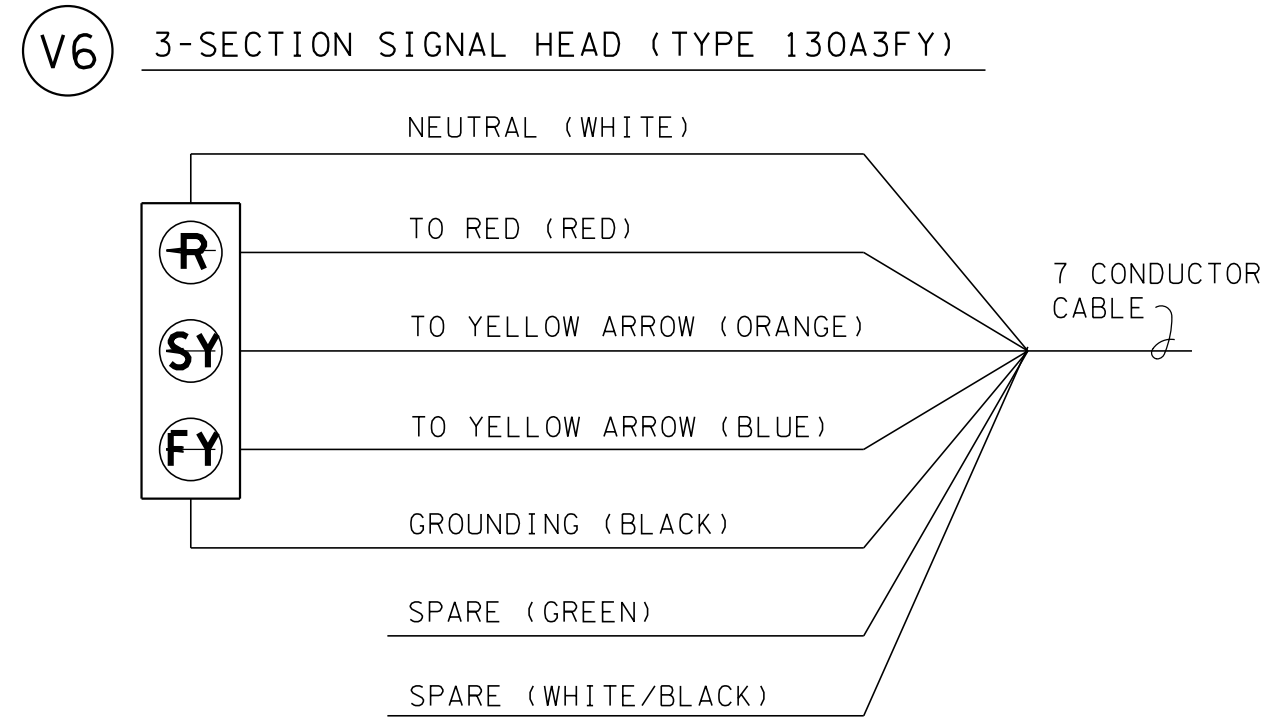 V6 3-SECTION SIGNAL HEAD (TYPE 130A3FY)
NEUTRAL (WHITE)
TO RED (RED)
R
7 CONDUCTOR
CABLE
TO YELLOW ARROW (ORANGE)
SY
TO YELLOW ARROW (BLUE)
FY
GROUNDING (BLACK)
SPARE (GREEN)
SPARE (WHITE/BLACK)